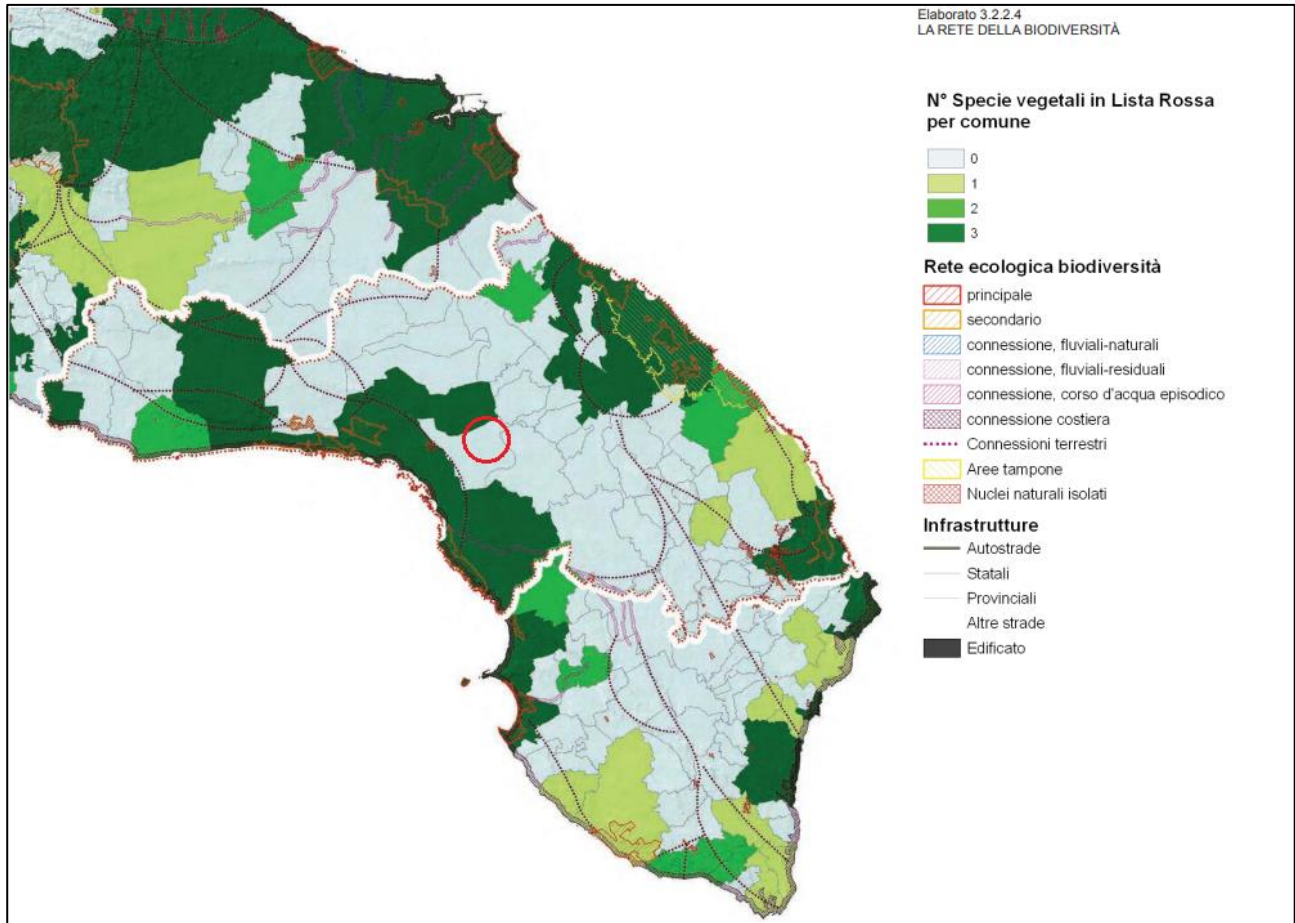 Elaborato 3.2.2.4
LA RETE DELLA BIODIVERSITÀ
N° Specie vegetali in Lista Rossa
per comune
0
1
2
3
Rete ecologica biodiversità
principale
secondario
connessione, fluviali-naturali
connessione, fluviali-residuali
connessione, corso d'acqua episodico
connessione costiera
Connessioni terrestri
Aree tampone
Nuclei naturali isolati
Infrastrutture
Autostrade
Statali
Provinciali
Altre strade
Edificato